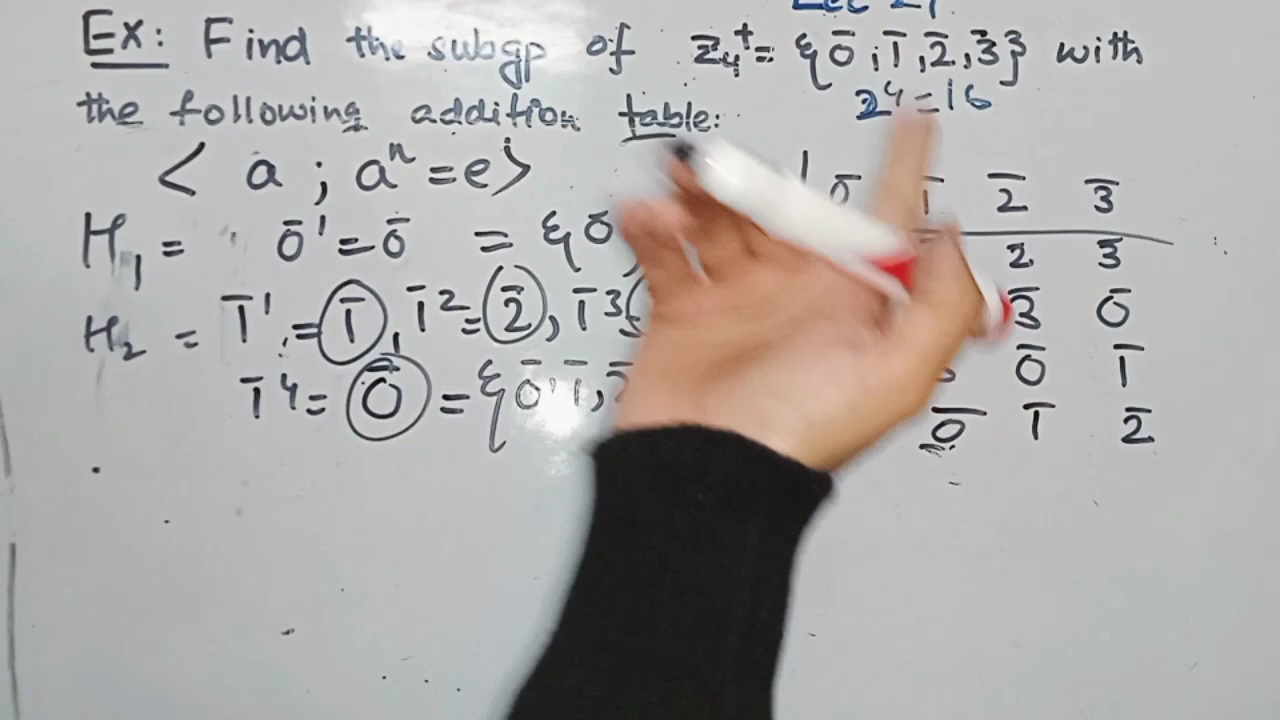 Lec 21
Ex: Find the subgp of Z₄⁺ = {0̄, 1̄, 2̄, 3̄} with
2⁴ = 16
the following addition table:
< a ; aⁿ = e >
H₁ = 0̄¹ = 0̄ = {0̄
H₂ = 1̄¹ = 1̄, 1̄² = 2̄, 1̄³ =
1̄⁴ = 0̄ = {0̄, 1̄, 2̄
0̄ 1̄ 2̄ 3̄
2̄ 3̄
3̄ 0̄
0̄ 1̄
0̄ 1̄ 2̄